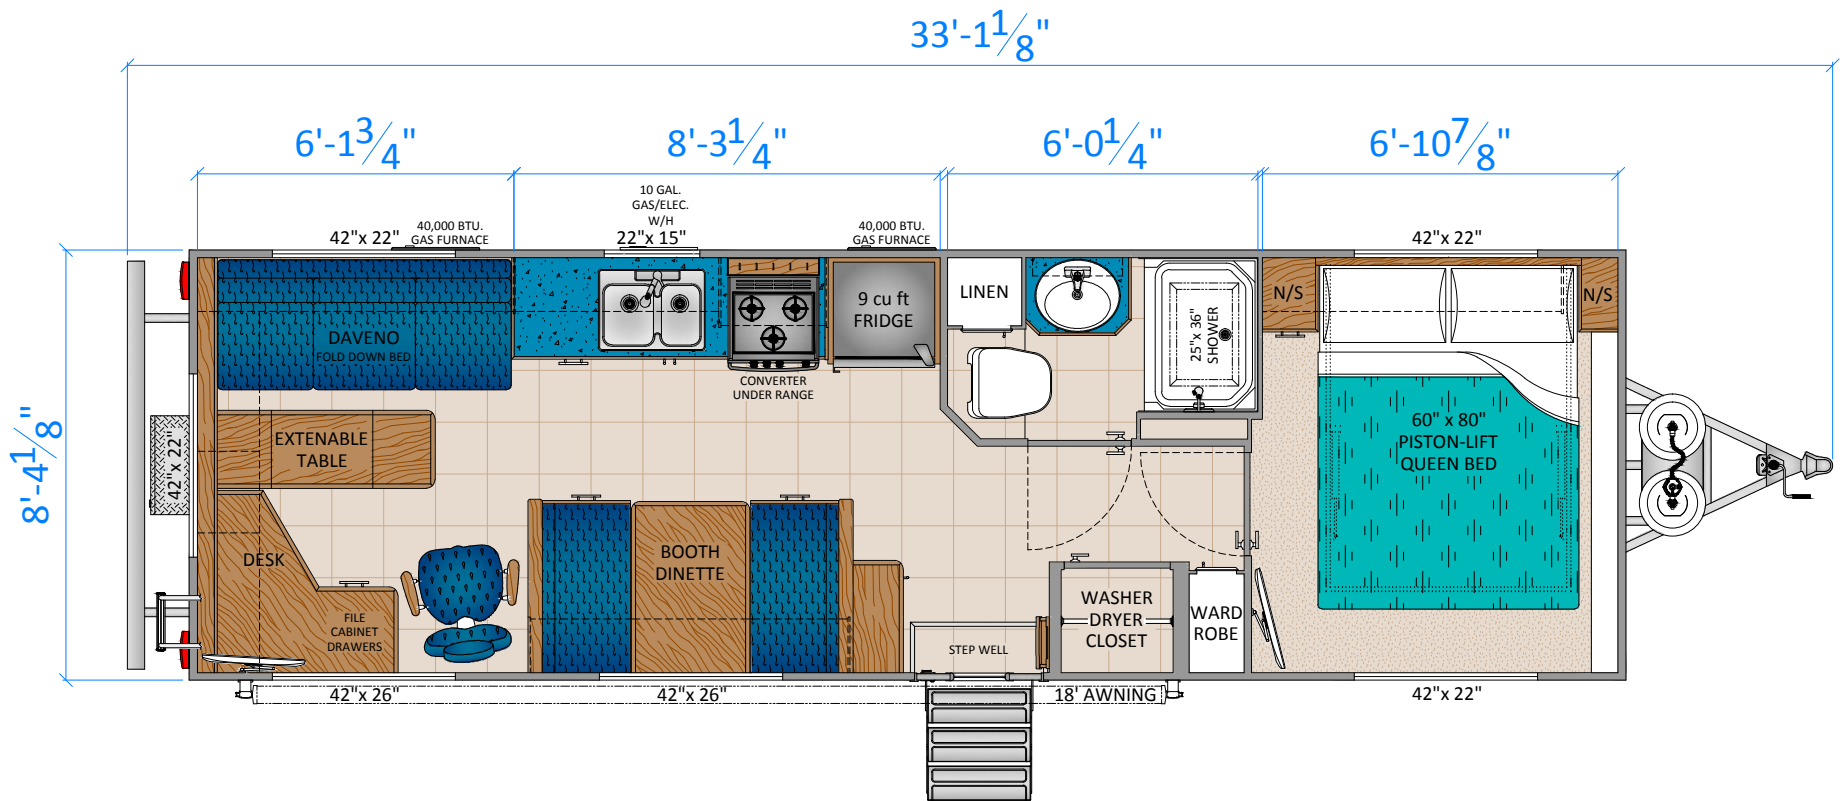 33'-1 1/8"
6'-1 3/4"
8'-3 1/4"
6'-0 1/4"
6'-10 7/8"
10 GAL.
GAS/ELEC.
W/H
42"x 22"
40,000 BTU.
GAS FURNACE
22"x 15"
40,000 BTU.
GAS FURNACE
42"x 22"
8'-4 1/8"
DAVENO
FOLD DOWN BED
9 cu ft
FRIDGE
LINEN
25"x 36"
SHOWER
N/S
N/S
CONVERTER
UNDER RANGE
42"x 22"
EXTENABLE
TABLE
60" x 80"
PISTON-LIFT
QUEEN BED
DESK
FILE
CABINET
DRAWERS
BOOTH
DINETTE
STEP WELL
WASHER
DRYER
CLOSET
WARD
ROBE
42"x 26"
42"x 26"
18' AWNING
42"x 22"